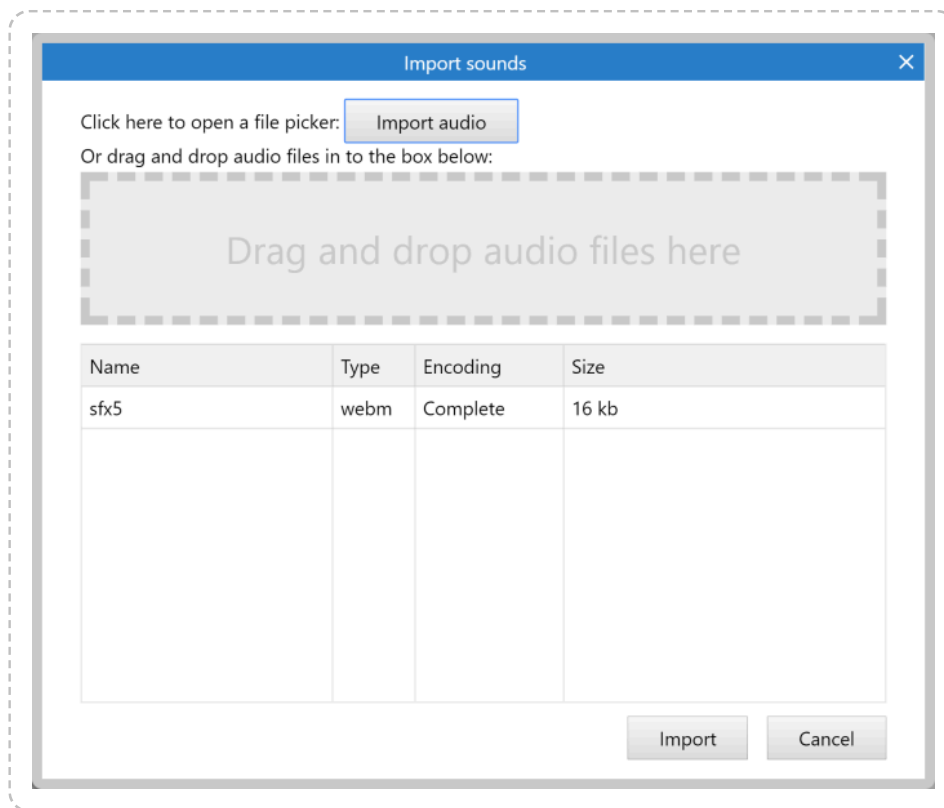 Import sounds
Click here to open a file picker: Import audio
Or drag and drop audio files in to the box below:
Drag and drop audio files here
Name Type Encoding Size
sfx5 webm Complete 16 kb
Import Cancel